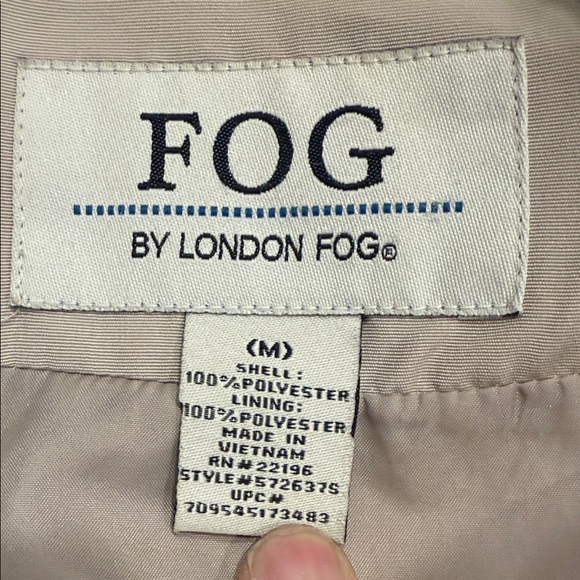 FOG
BY LONDON FOG®
(M)
SHELL:
100%POLYESTER
LINING:
100%POLYESTER
MADE IN
VIETNAM
RN#22196
STYLE#572637S
UPC#
709545173483